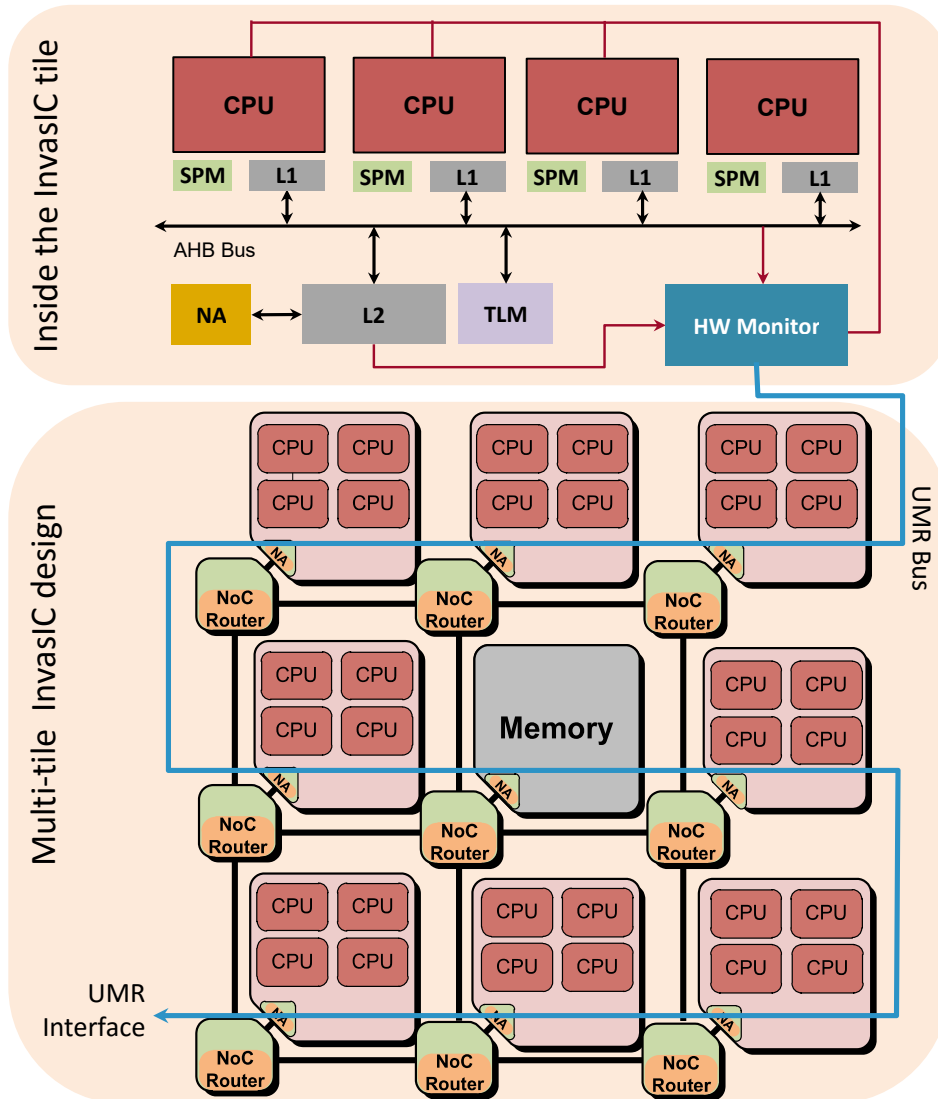 Inside the InvasIC tile
CPU CPU CPU CPU
SPM L1 SPM L1 SPM L1 SPM L1
AHB Bus
NA L2 TLM HW Monitor
Multi-tile InvasIC design
UMR Bus
CPU CPU CPU CPU CPU CPU
CPU CPU CPU CPU CPU CPU
NA NA NA
NoC NoC NoC
Router Router Router
CPU CPU CPU CPU
CPU CPU Memory CPU CPU
NA NA NA
NoC NoC NoC
Router Router Router
CPU CPU CPU CPU CPU CPU
CPU CPU CPU CPU CPU CPU
UMR
Interface
NA NA NA
NoC NoC NoC
Router Router Router